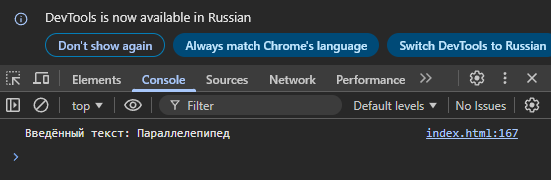 DevTools is now available in Russian
Don't show again Always match Chrome's language Switch DevTools to Russian
Elements Console Sources Network Performance
top Filter Default levels No Issues
Введённый текст: Параллелепипед index.html:167